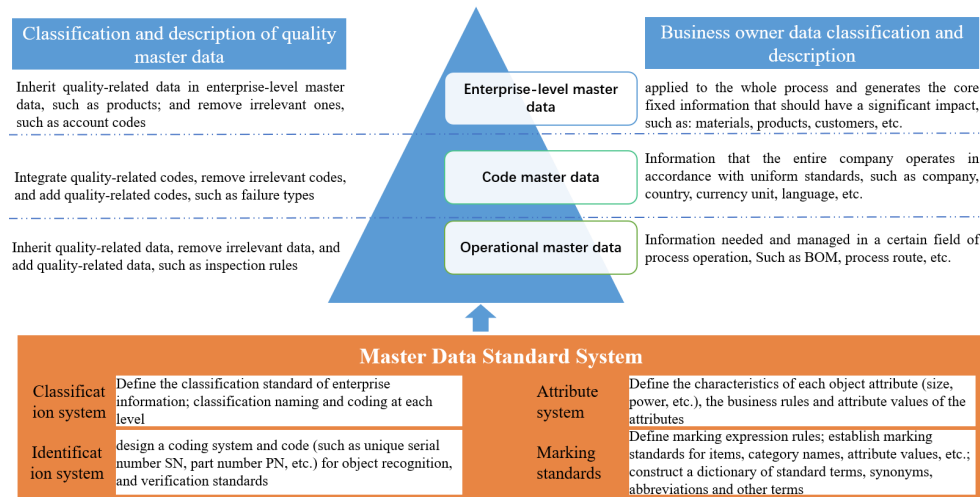 Classification and description of quality
master data
Inherit quality-related data in enterprise-level master
data, such as products; and remove irrelevant ones,
such as account codes
Integrate quality-related codes, remove irrelevant codes,
and add quality-related codes, such as failure types
Inherit quality-related data, remove irrelevant data, and
add quality-related data, such as inspection rules
Enterprise-level master
data
Code master data
Operational master data
Business owner data classification and
description
applied to the whole process and generates the core
fixed information that should have a significant impact,
such as: materials, products, customers, etc.
Information that the entire company operates in
accordance with uniform standards, such as company,
country, currency unit, language, etc.
Information needed and managed in a certain field of
process operation, Such as BOM, process route, etc.
Master Data Standard System
Classificat
ion system
Define the classification standard of enterprise
information; classification naming and coding at each
level
Attribute
system
Define the characteristics of each object attribute (size,
power, etc.), the business rules and attribute values of the
attributes
Identificat
ion system
design a coding system and code (such as unique serial
number SN, part number PN, etc.) for object recognition,
and verification standards
Marking
standards
Define marking expression rules; establish marking
standards for items, category names, attribute values, etc.;
construct a dictionary of standard terms, synonyms,
abbreviations and other terms